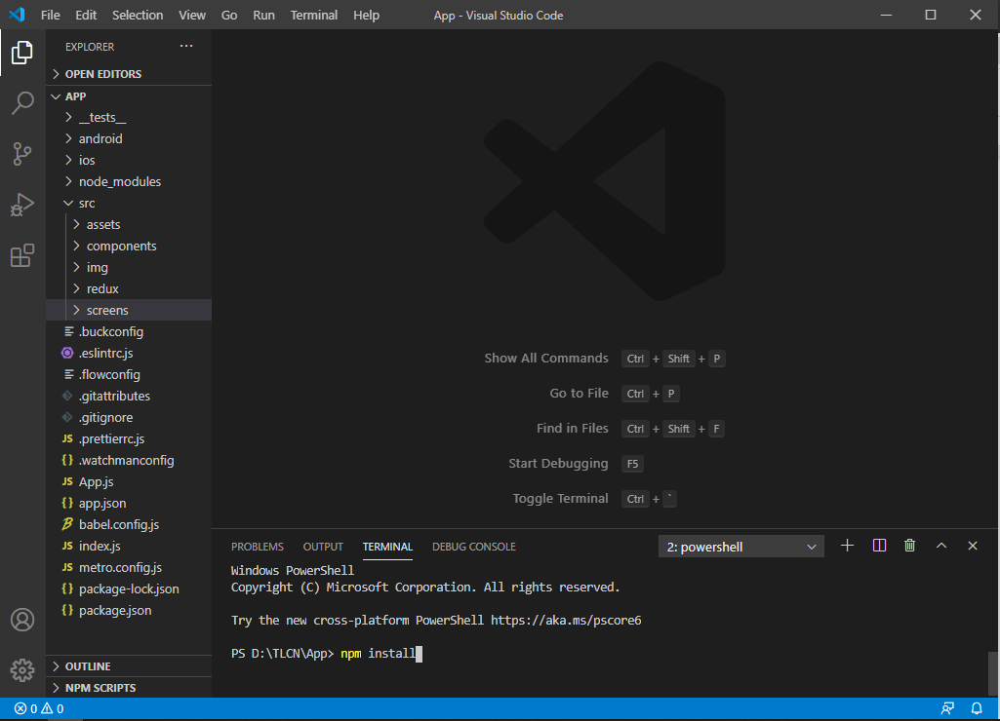 File Edit Selection View Go Run Terminal Help App - Visual Studio Code
EXPLORER ···
OPEN EDITORS
APP
__tests__
android
ios
node_modules
src
assets
components
img
redux
screens
.buckconfig
.eslintrc.js
.flowconfig
.gitattributes
.gitignore
JS .prettierrc.js
{} .watchmanconfig
JS App.js
{} app.json
babel.config.js
JS index.js
JS metro.config.js
{} package-lock.json
{} package.json
OUTLINE
NPM SCRIPTS
Show All Commands Ctrl + Shift + P
Go to File Ctrl + P
Find in Files Ctrl + Shift + F
Start Debugging F5
Toggle Terminal Ctrl + `
PROBLEMS OUTPUT TERMINAL DEBUG CONSOLE 2: powershell
Windows PowerShell
Copyright (C) Microsoft Corporation. All rights reserved.
Try the new cross-platform PowerShell https://aka.ms/pscore6
PS D:\TLCN\App> npm install
0 0